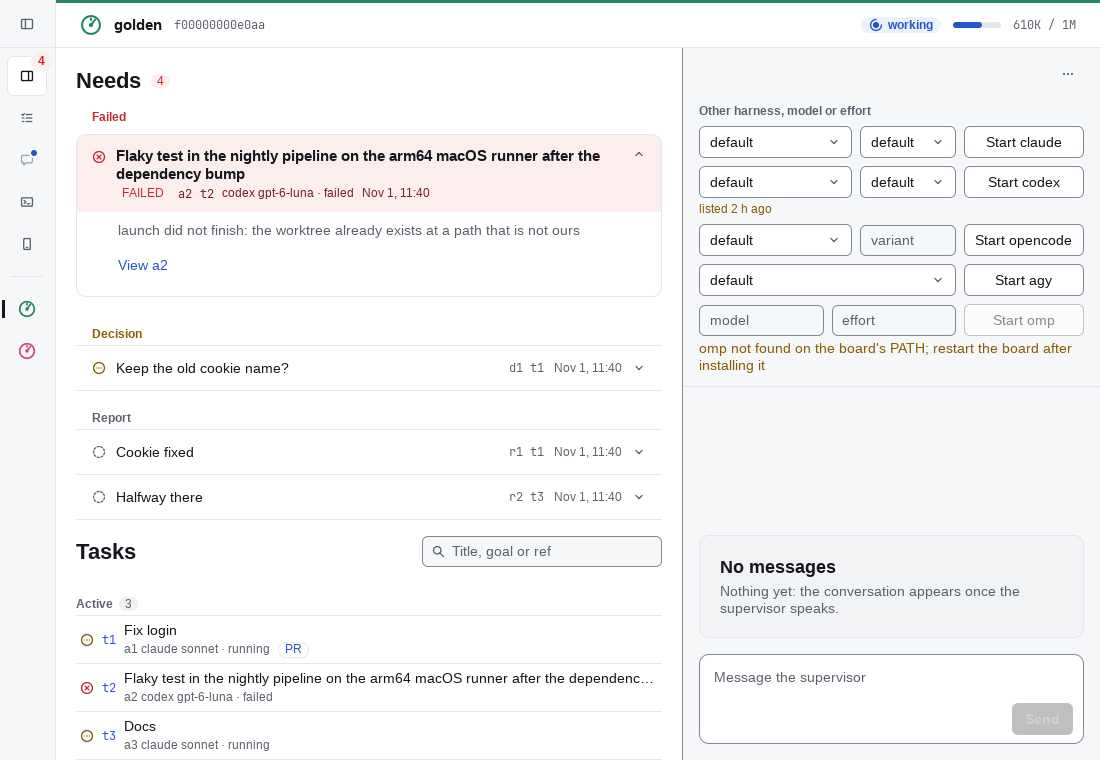 4
golden f00000000e0aa
working 610K / 1M
Needs 4
Failed
Flaky test in the nightly pipeline on the arm64 macOS runner after the
dependency bump
FAILED a2 t2 codex gpt-6-luna · failed Nov 1, 11:40
launch did not finish: the worktree already exists at a path that is not ours
View a2
Decision
Keep the old cookie name? d1 t1 Nov 1, 11:40
Report
Cookie fixed r1 t1 Nov 1, 11:40
Halfway there r2 t3 Nov 1, 11:40
Tasks Title, goal or ref
Active 3
t1 Fix login
a1 claude sonnet · running PR
t2 Flaky test in the nightly pipeline on the arm64 macOS runner after the dependenc…
a2 codex gpt-6-luna · failed
t3 Docs
a3 claude sonnet · running
Other harness, model or effort
default default Start claude
default default Start codex
listed 2 h ago
default variant Start opencode
default Start agy
model effort Start omp
omp not found on the board's PATH; restart the board after
installing it
No messages
Nothing yet: the conversation appears once the
supervisor speaks.
Message the supervisor
Send